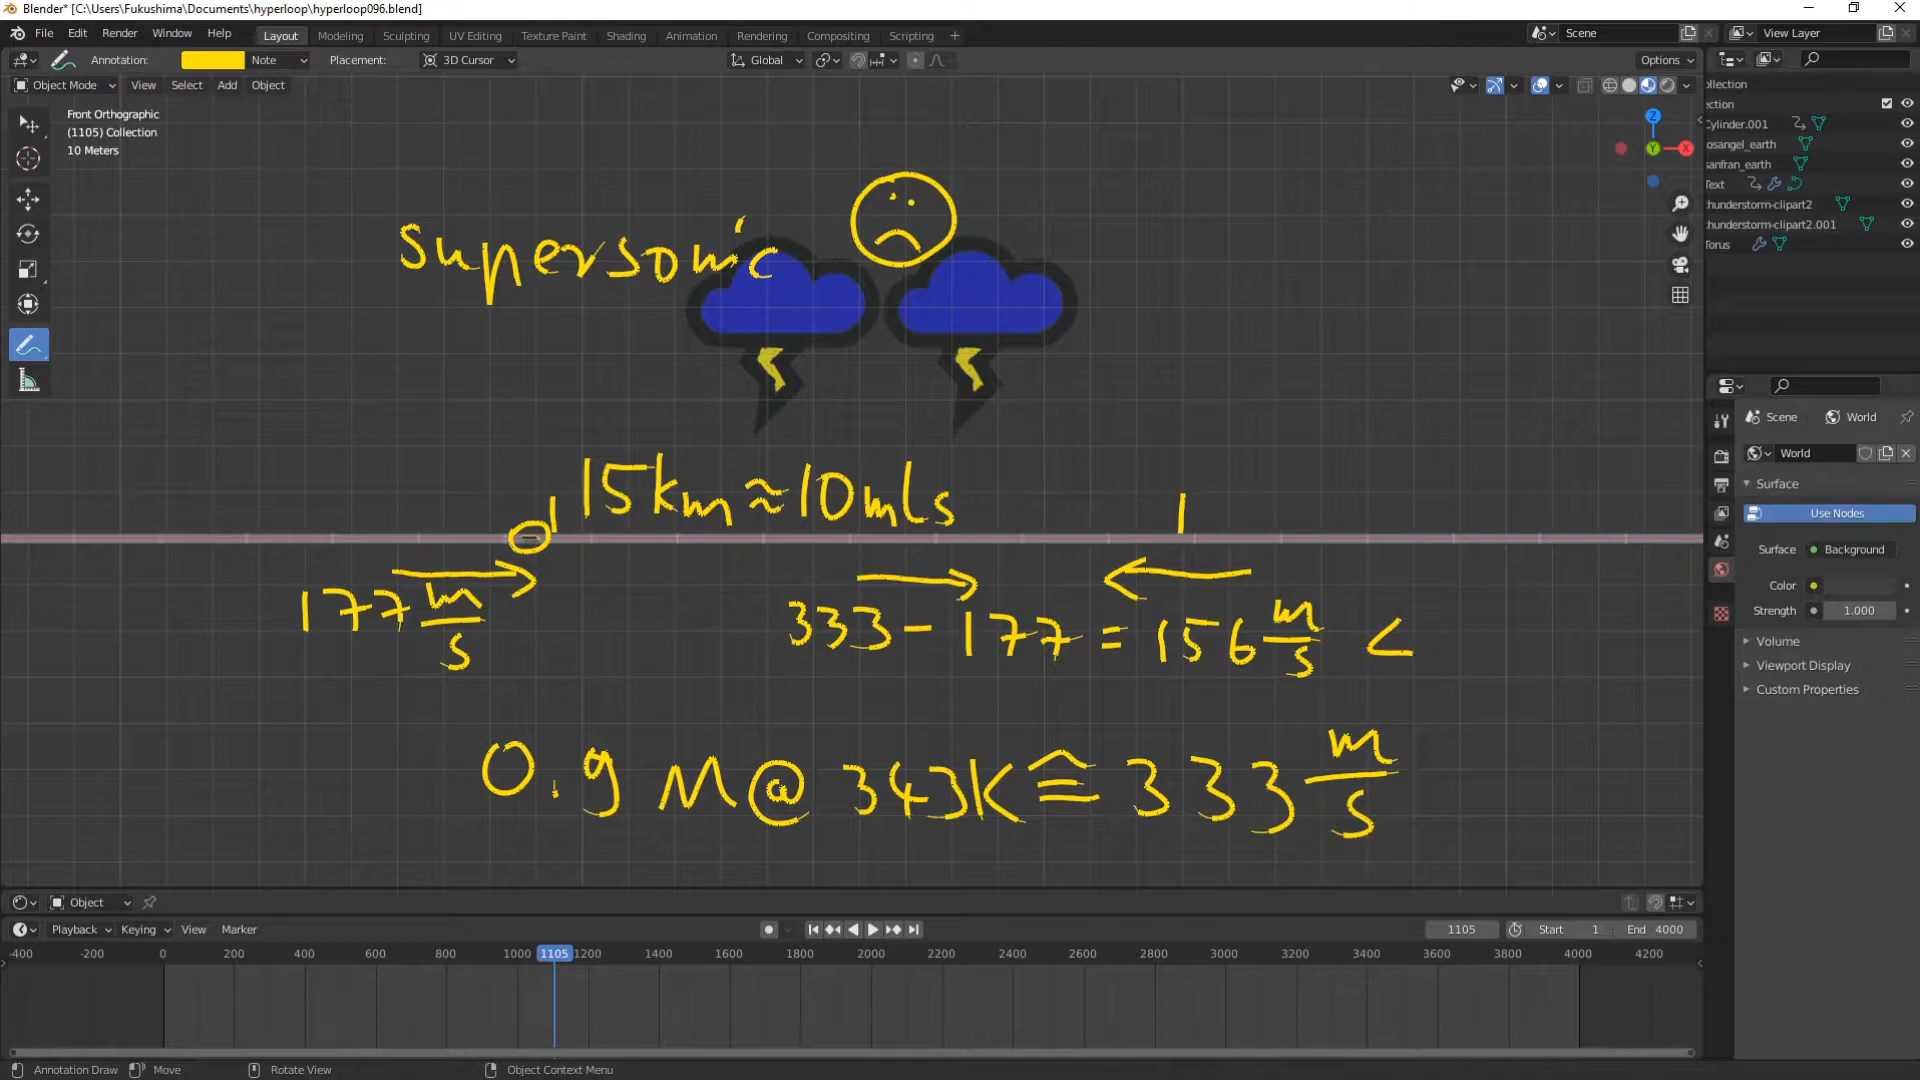 Blender* [C:\Users\Fukushima\Documents\hyperloop\hyperloop096.blend]
File Edit Render Window Help Layout Modeling Sculpting UV Editing Texture Paint Shading Animation Rendering Compositing Scripting + Scene View Layer
Annotation: Note Placement: 3D Cursor Global Options
Object Mode View Select Add Object
Front Orthographic
(1105) Collection
10 Meters
Z
Y
X
ollection
ection
Cylinder.001
osangel_earth
sanfran_earth
Text
thunderstorm-clipart2
thunderstorm-clipart2.001
Torus
supersonic
15km ≈ 10mls
177 m/s
333 - 177 = 156 m/s <
0.9 M @ 343K ≙ 333 m/s
Scene World
World
Surface
Use Nodes
Surface: Background
Color
Strength 1.000
Volume
Viewport Display
Custom Properties
Object
Playback Keying View Marker 1105 Start 1 End 4000
-400 -200 0 200 400 600 800 1000 1105 1200 1400 1600 1800 2000 2200 2400 2600 2800 3000 3200 3400 3600 3800 4000 4200
Annotation Draw Move Rotate View Object Context Menu